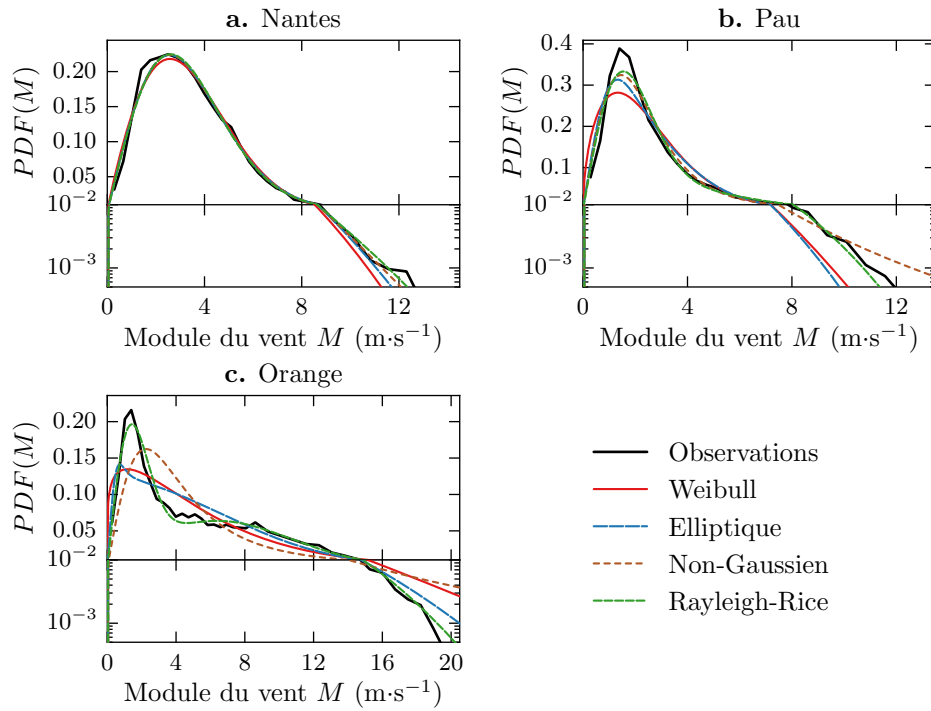 a. Nantes
PDF(M)
0.20
0.15
0.10
0.05
10⁻²
10⁻³
0 4 8 12
Module du vent M (m·s⁻¹)
b. Pau
PDF(M)
0.4
0.3
0.2
0.1
10⁻²
10⁻³
0 4 8 12
Module du vent M (m·s⁻¹)
c. Orange
PDF(M)
0.20
0.15
0.10
0.05
10⁻²
10⁻³
0 4 8 12 16 20
Module du vent M (m·s⁻¹)
Observations
Weibull
Elliptique
Non-Gaussien
Rayleigh-Rice